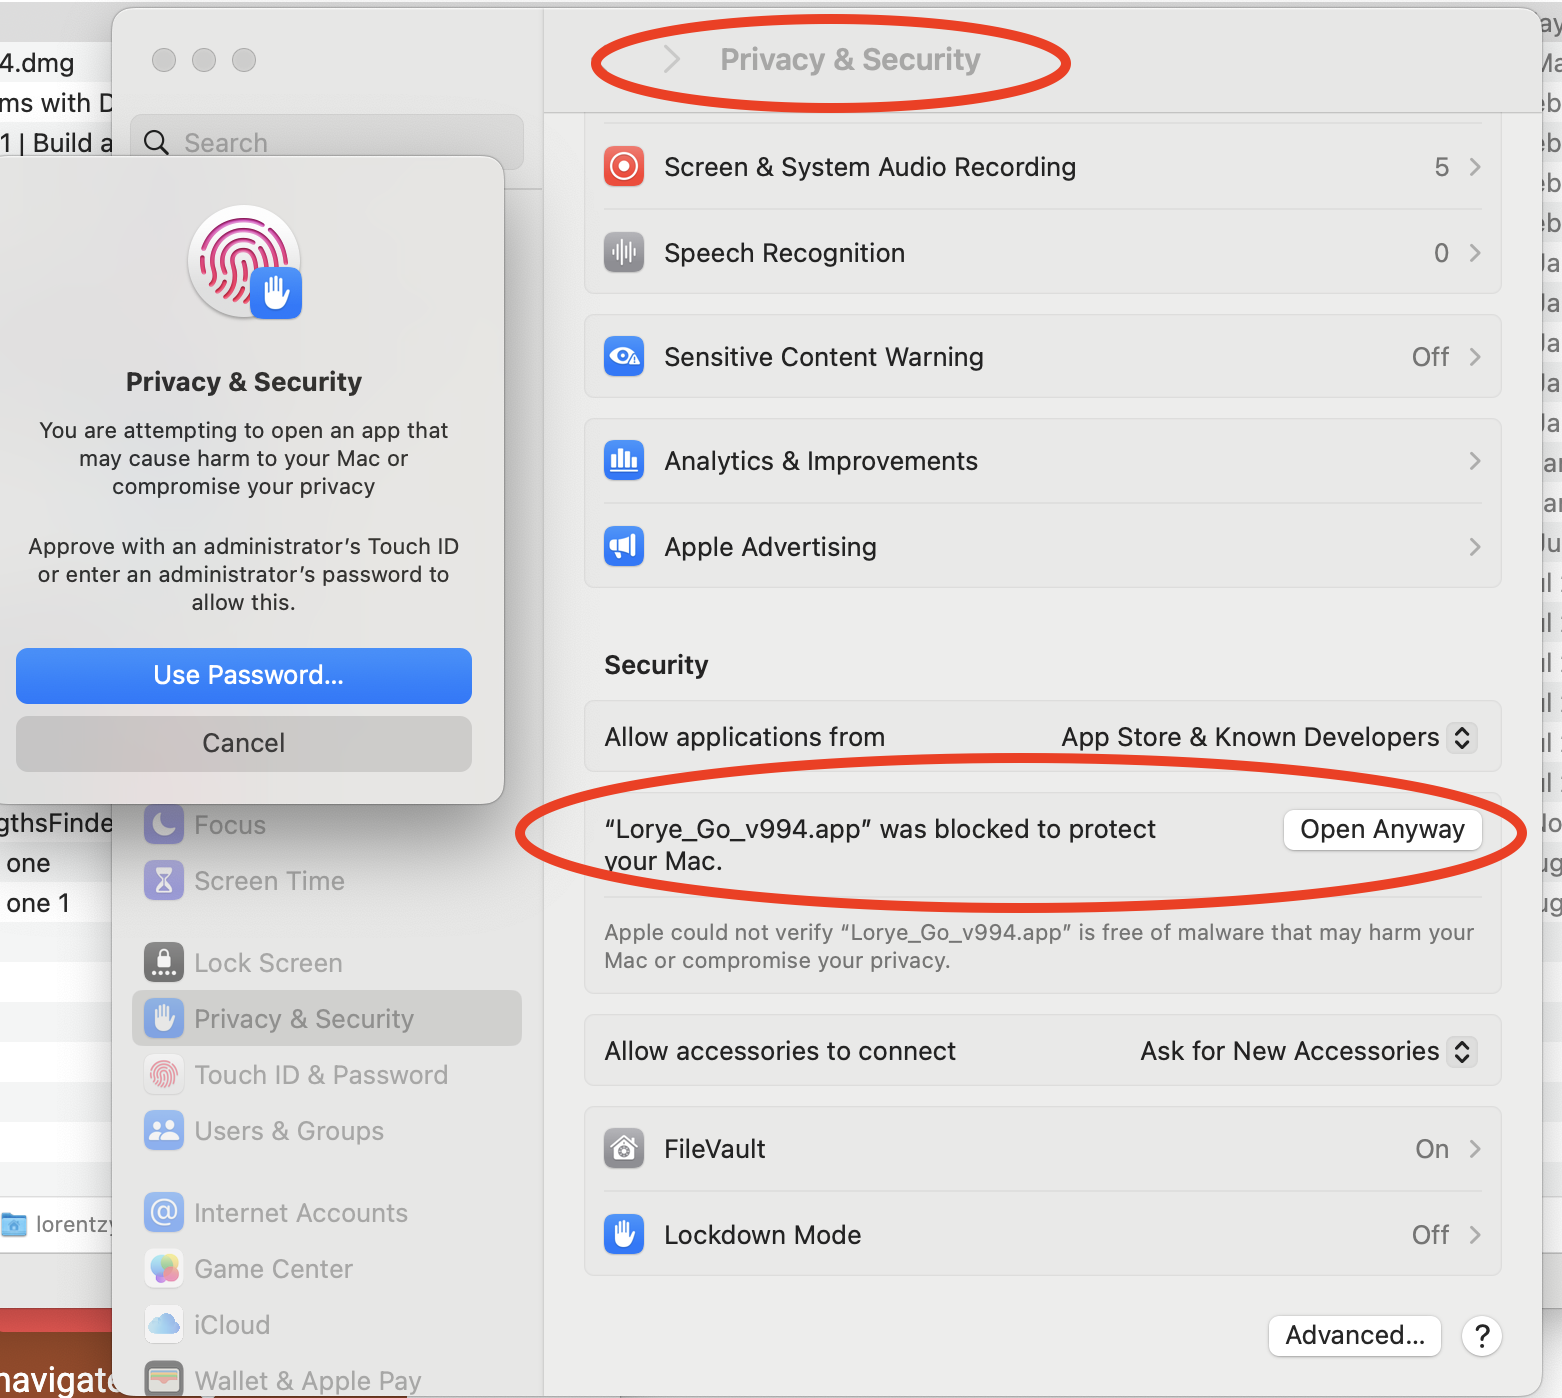 4.dmg
ms with D
1 | Build a
Search
Privacy & Security
You are attempting to open an app that
may cause harm to your Mac or
compromise your privacy
Approve with an administrator’s Touch ID
or enter an administrator’s password to
allow this.
Use Password...
Cancel
gthsFinde
one
one 1
lorentzy
navigate
Focus
Screen Time
Lock Screen
Privacy & Security
Touch ID & Password
Users & Groups
Internet Accounts
Game Center
iCloud
Wallet & Apple Pay
Privacy & Security
Screen & System Audio Recording 5
Speech Recognition 0
Sensitive Content Warning Off
Analytics & Improvements
Apple Advertising
Security
Allow applications from App Store & Known Developers
“Lorye_Go_v994.app” was blocked to protect
your Mac.
Open Anyway
Apple could not verify “Lorye_Go_v994.app” is free of malware that may harm your
Mac or compromise your privacy.
Allow accessories to connect Ask for New Accessories
FileVault On
Lockdown Mode Off
Advanced... ?